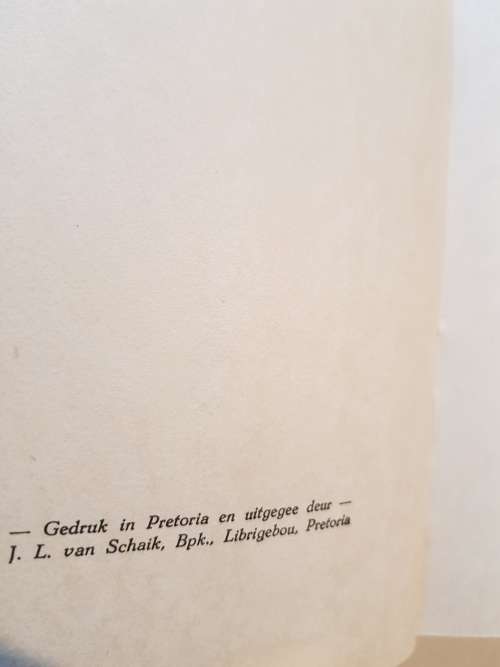 — Gedruk in Pretoria en uitgegee deur —
J. L. van Schaik, Bpk., Librigebou, Pretoria